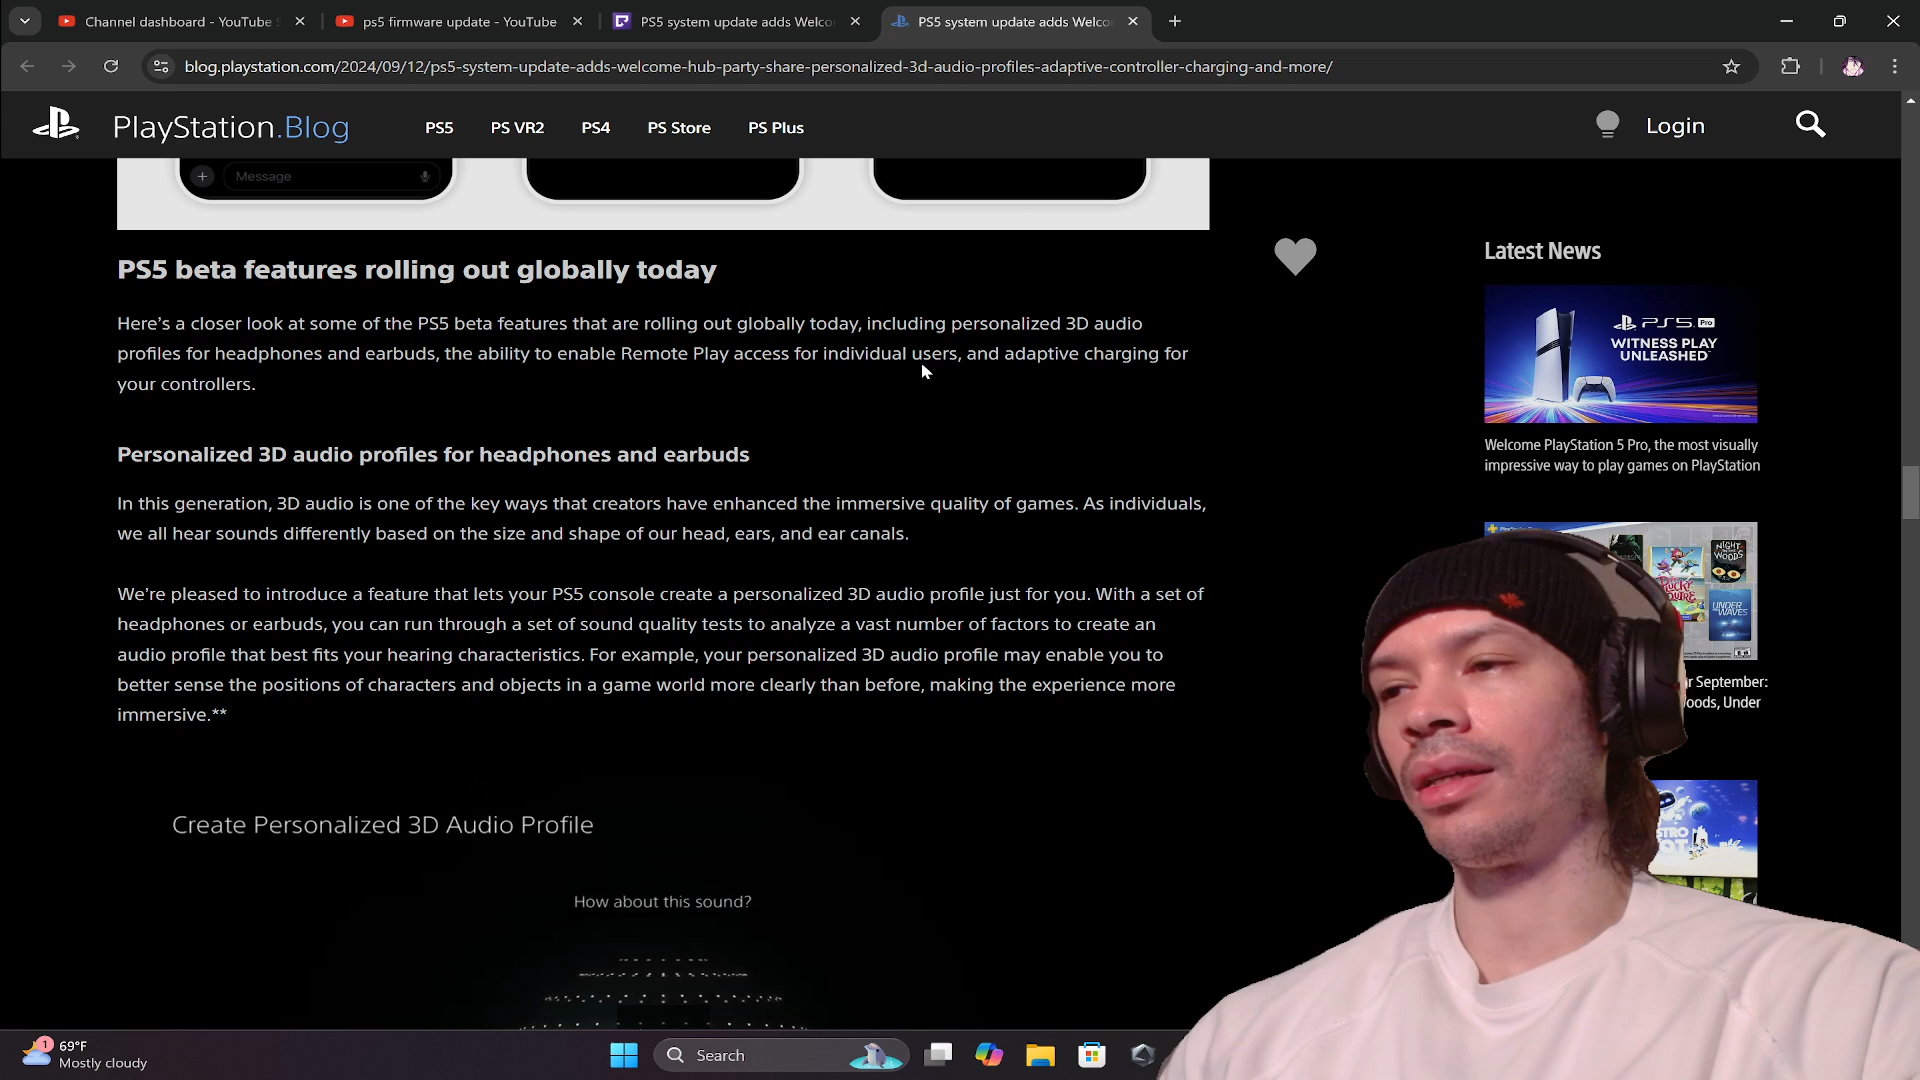 Channel dashboard - YouTube
ps5 firmware update - YouTube
PS5 system update adds Welco
PS5 system update adds Welco
blog.playstation.com/2024/09/12/ps5-system-update-adds-welcome-hub-party-share-personalized-3d-audio-profiles-adaptive-controller-charging-and-more/
PlayStation.Blog
PS5
PS VR2
PS4
PS Store
PS Plus
Login
Message
PS5 beta features rolling out globally today
Here's a closer look at some of the PS5 beta features that are rolling out globally today, including personalized 3D audio
profiles for headphones and earbuds, the ability to enable Remote Play access for individual users, and adaptive charging for
your controllers.
Personalized 3D audio profiles for headphones and earbuds
In this generation, 3D audio is one of the key ways that creators have enhanced the immersive quality of games. As individuals,
we all hear sounds differently based on the size and shape of our head, ears, and ear canals.
We're pleased to introduce a feature that lets your PS5 console create a personalized 3D audio profile just for you. With a set of
headphones or earbuds, you can run through a set of sound quality tests to analyze a vast number of factors to create an
audio profile that best fits your hearing characteristics. For example, your personalized 3D audio profile may enable you to
better sense the positions of characters and objects in a game world more clearly than before, making the experience more
immersive.**
Create Personalized 3D Audio Profile
How about this sound?
Latest News
PS5 Pro
WITNESS PLAY
UNLEASHED
Welcome PlayStation 5 Pro, the most visually
impressive way to play games on PlayStation
NIGHT
WOODS
UNDER
WAVES
r September:
oods, Under
1
69°F
Mostly cloudy
Search